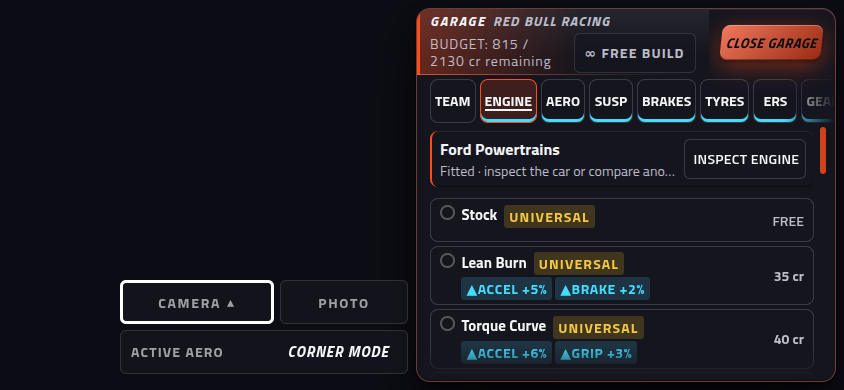 GARAGE RED BULL RACING
BUDGET: 815 /
2130 cr remaining
∞ FREE BUILD
CLOSE GARAGE
TEAM ENGINE AERO SUSP BRAKES TYRES ERS GEA
Ford Powertrains
Fitted · inspect the car or compare ano...
INSPECT ENGINE
Stock UNIVERSAL
FREE
Lean Burn UNIVERSAL
▲ACCEL +5% ▲BRAKE +2%
35 cr
Torque Curve UNIVERSAL
▲ACCEL +6% ▲GRIP +3%
40 cr
CAMERA ▲
PHOTO
ACTIVE AERO CORNER MODE